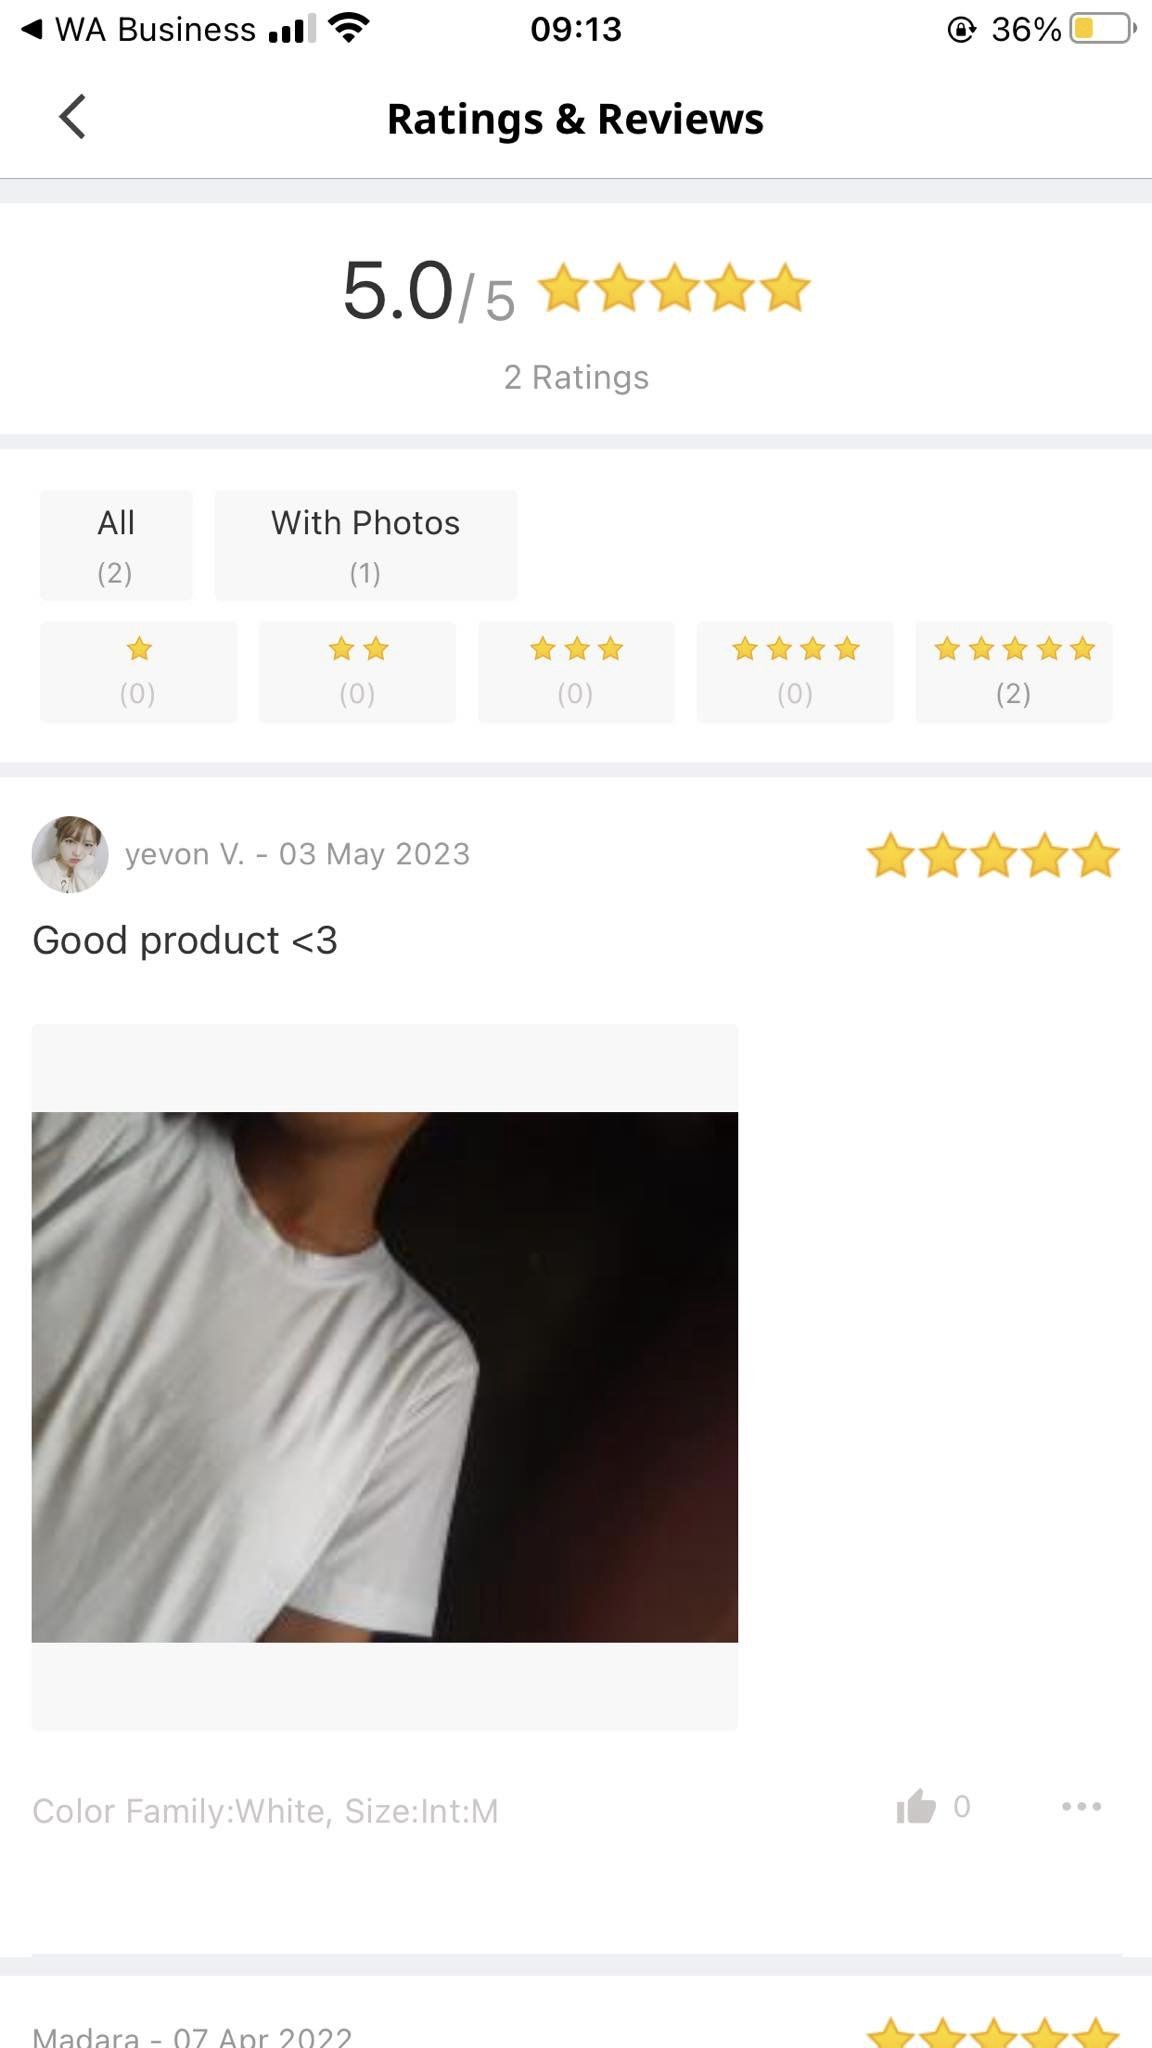 WA Business
09:13
36%
Ratings & Reviews
5.0/5
2 Ratings
All
(2)
With Photos
(1)
(0)
(0)
(0)
(0)
(2)
yevon V. - 03 May 2023
Good product <3
Color Family:White, Size:Int:M
0
Madara - 07 Apr 2022